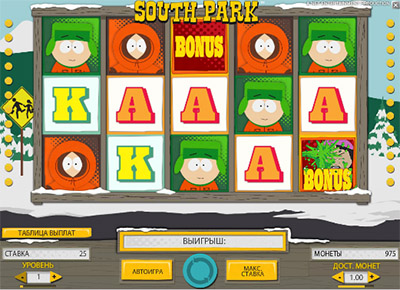 SOUTH PARK
BONUS
K A A A
K A A
BONUS
ТАБЛИЦА ВЫПЛАТ
ВЫИГРЫШ:
СТАВКА 25
МОНЕТЫ 975
УРОВЕНЬ
1
АВТОИГРА
МАКС. СТАВКА
ДОСТ. МОНЕТ
1.00